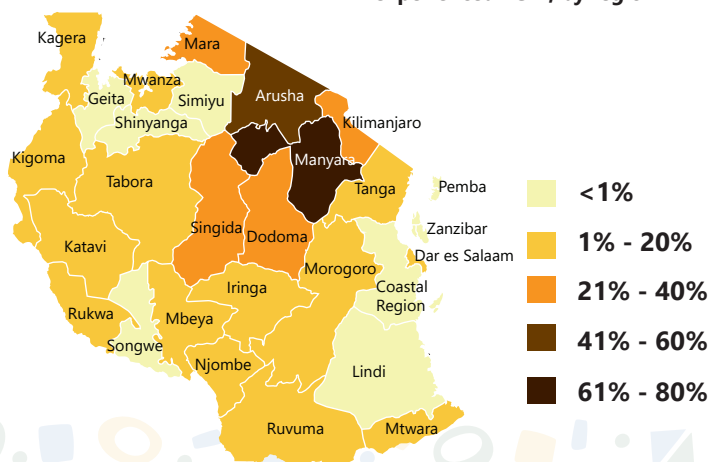 Kagera
Mara
Mwanza
Geita
Simiyu
Arusha
Shinyanga
Kilimanjaro
Kigoma
Manyara
Tabora
Tanga
Pemba
Singida
Zanzibar
Katavi
Dodoma
Dar es Salaam
Morogoro
Iringa
Coastal
Region
Rukwa
Mbeya
Songwe
Njombe
Lindi
Ruvuma
Mtwara
<1%
1% - 20%
21% - 40%
41% - 60%
61% - 80%